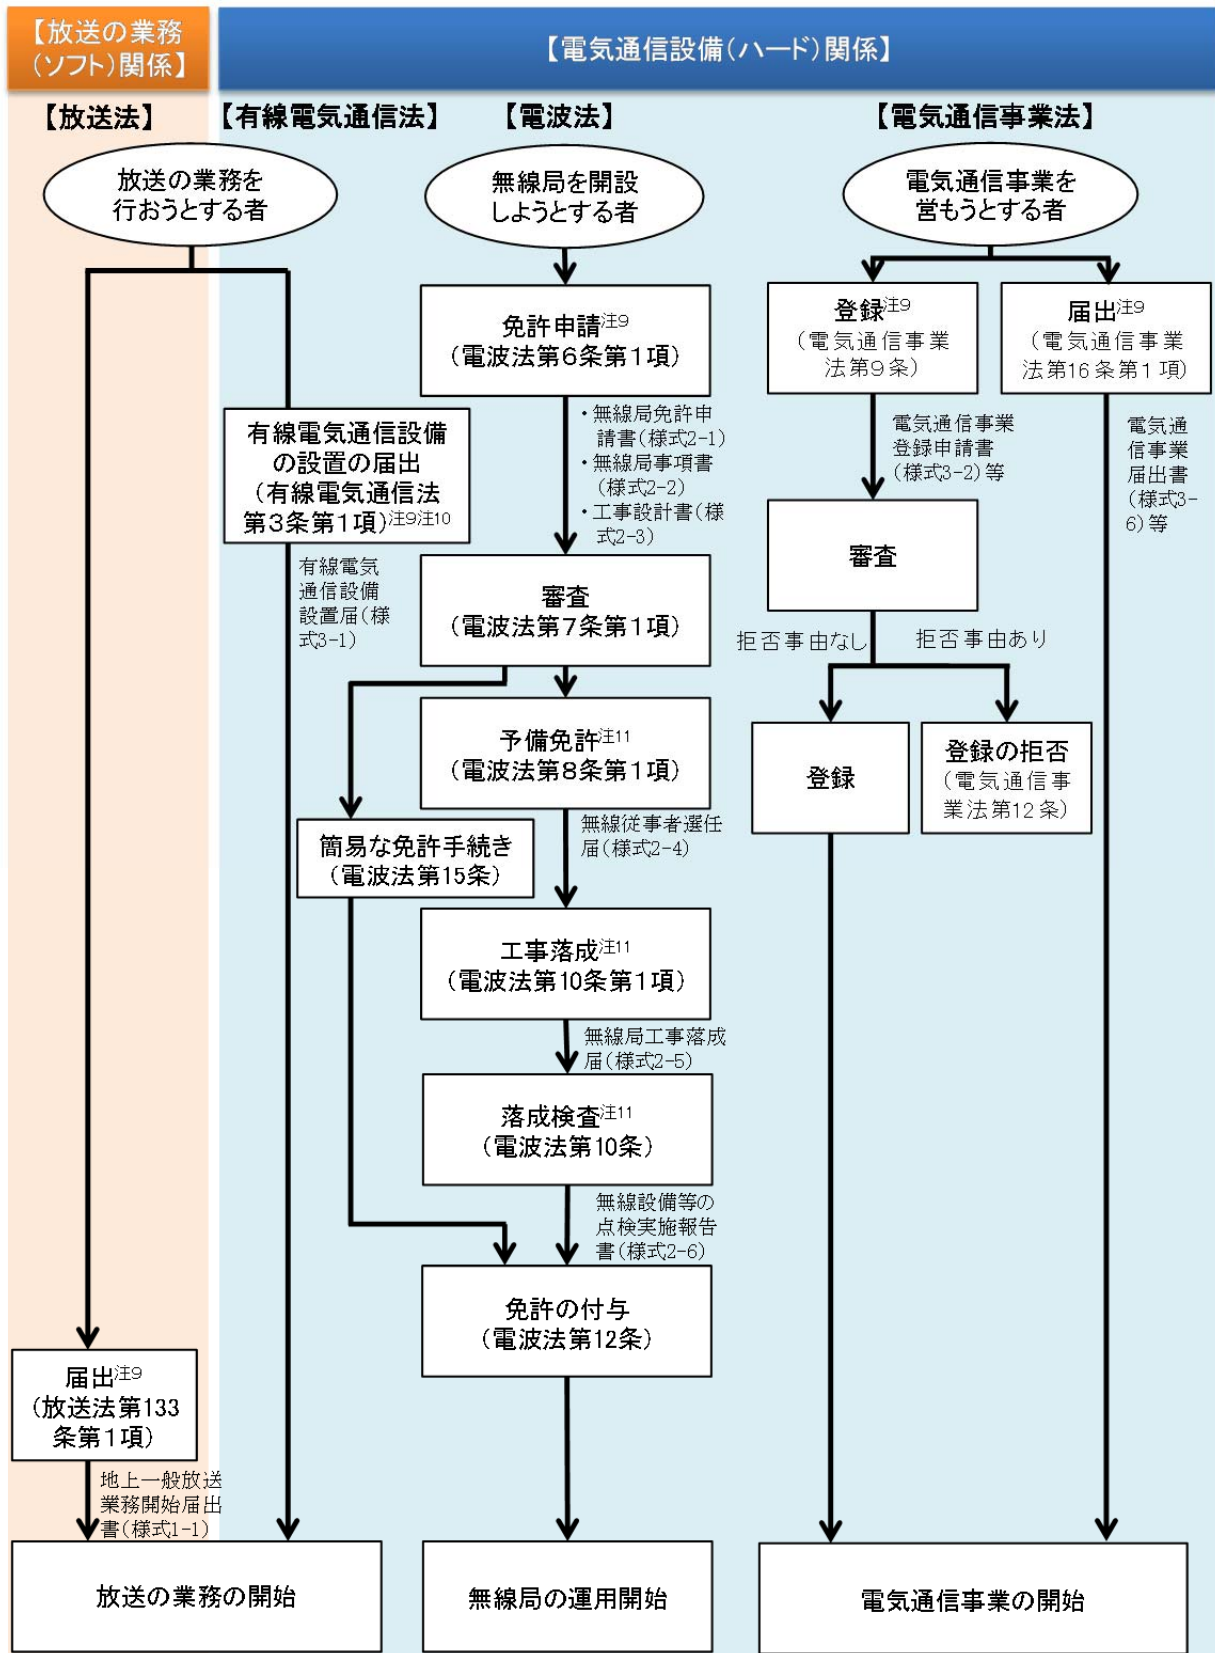 【放送の業務
(ソフト)関係】
【電気通信設備(ハード)関係】
【放送法】
【有線電気通信法】
【電波法】
【電気通信事業法】
放送の業務を
行おうとする者
無線局を開設
しようとする者
電気通信事業を
営もうとする者
免許申請注9
(電波法第6条第1項)
登録注9
(電気通信事業
法第9条)
届出注9
(電気通信事業
法第16条第1項)
有線電気通信設備
の設置の届出
(有線電気通信法
第3条第1項)注9注10
・無線局免許申
請書(様式2-1)
・無線局事項書
(様式2-2)
・工事設計書(様
式2-3)
電気通信事業
登録申請書
(様式3-2)等
電気通
信事業
届出書
(様式3-
6)等
有線電気
通信設備
設置届(様
式3-1)
審査
(電波法第7条第1項)
審査
拒否事由なし
拒否事由あり
予備免許注11
(電波法第8条第1項)
登録
登録の拒否
(電気通信事
業法第12条)
簡易な免許手続き
(電波法第15条)
無線従事者選任
届(様式2-4)
工事落成注11
(電波法第10条第1項)
無線局工事落成
届(様式2-5)
落成検査注11
(電波法第10条)
無線設備等の
点検実施報告
書(様式2-6)
免許の付与
(電波法第12条)
届出注9
(放送法第133
条第1項)
地上一般放送
業務開始届出
書(様式1-1)
放送の業務の開始
無線局の運用開始
電気通信事業の開始